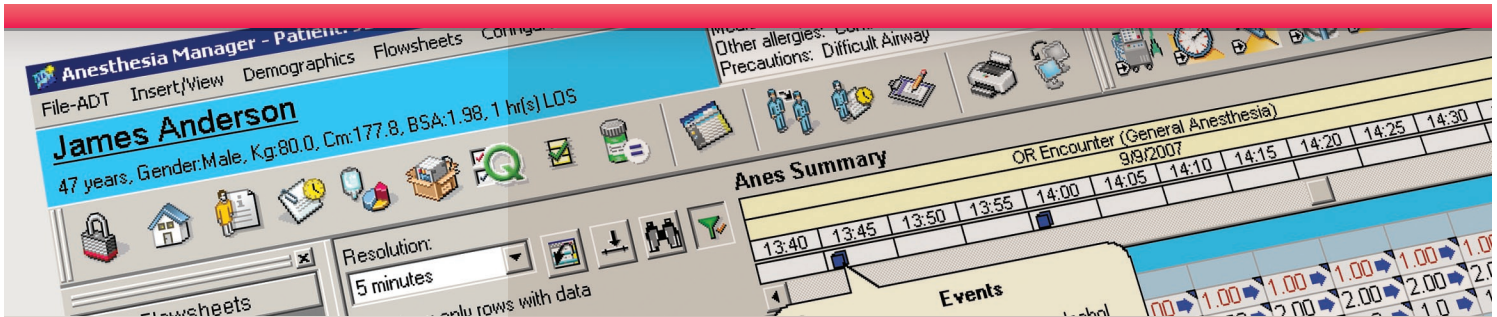 Anesthesia Manager - Patient:
File-ADT Insert/View Demographics Flowsheets
James Anderson
47 years, Gender:Male, Kg:80.0, Cm:177.8, BSA:1.98, 1 hr(s) LOS
Other allergies:
Precautions: Difficult Airway
Anes Summary
OR Encounter (General Anesthesia)
9/9/2007
13:40 13:45 13:50 13:55 14:00 14:05 14:10 14:15 14:20 14:25 14:30
Resolution:
5 minutes
only rows with data
Flowsheets
Events
1.00 1.00 1.00 1.00
2.00 2.00 2.00
1.0 1.0